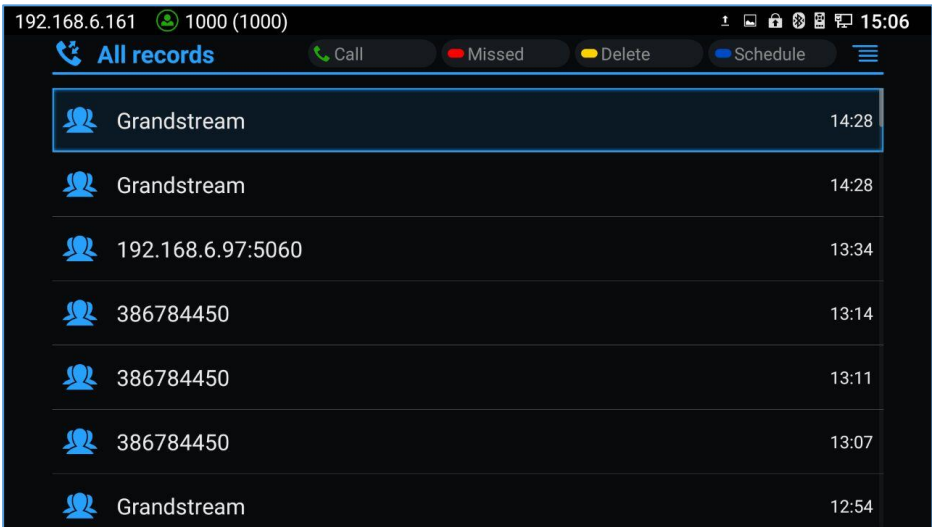 192.168.6.161 1000 (1000) 15:06
All records Call Missed Delete Schedule
Grandstream 14:28
Grandstream 14:28
192.168.6.97:5060 13:34
386784450 13:14
386784450 13:11
386784450 13:07
Grandstream 12:54